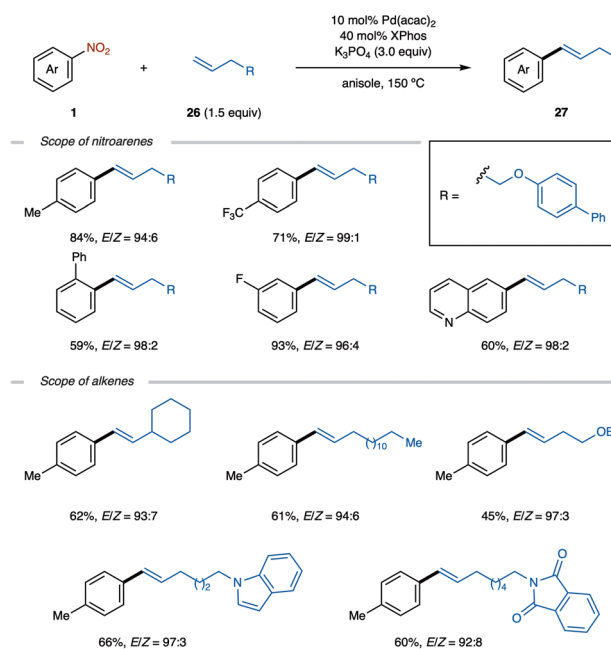 10 mol% Pd(acac)2
40 mol% XPhos
K3PO4 (3.0 equiv)
anisole, 150 ºC
Ar
NO2
+
R
Ar
1
26 (1.5 equiv)
27
Scope of nitroarenes
Me
R
84%, E/Z = 94:6
F3C
R
71%, E/Z = 99:1
R =
O
Ph
Ph
R
59%, E/Z = 98:2
F
R
93%, E/Z = 96:4
N
R
60%, E/Z = 98:2
Scope of alkenes
Me
62%, E/Z = 93:7
Me
10
Me
61%, E/Z = 94:6
Me
45%, E/Z = 97:3
Me
2
N
66%, E/Z = 97:3
Me
4
N
O
O
60%, E/Z = 92:8